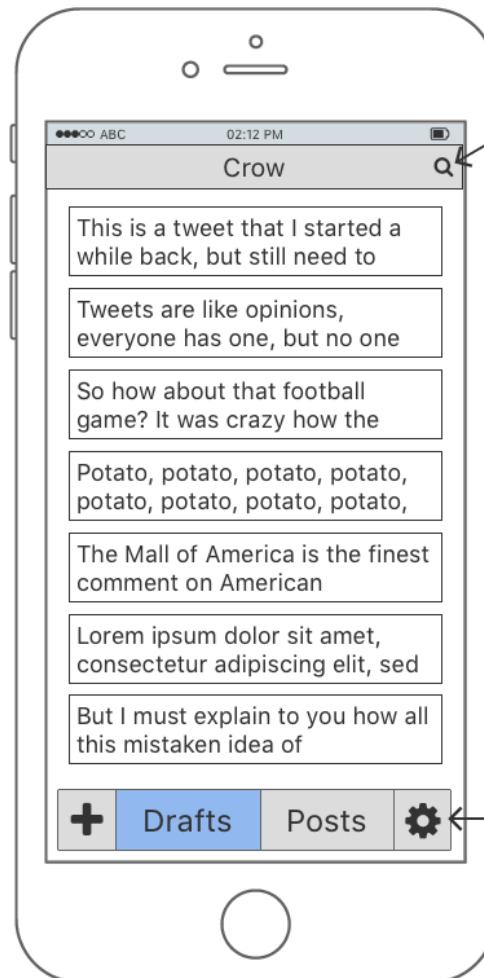 ABC 02:12 PM
Crow
This is a tweet that I started a
while back, but still need to
Tweets are like opinions,
everyone has one, but no one
So how about that football
game? It was crazy how the
Potato, potato, potato, potato,
potato, potato, potato, potato,
The Mall of America is the finest
comment on American
Lorem ipsum dolor sit amet,
consectetur adipiscing elit, sed
But I must explain to you how all
this mistaken idea of
Drafts Posts